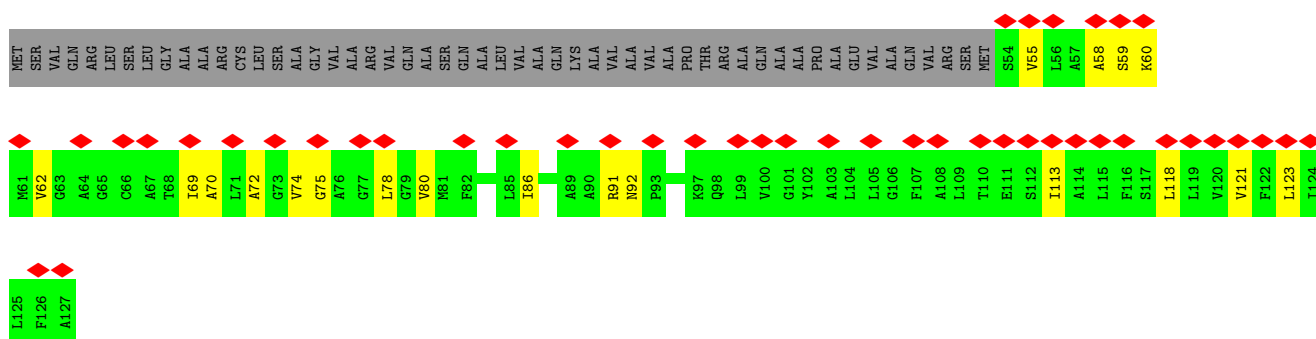 MET SER VAL GLN ARG LEU SER LEU GLY ALA ALA ARG CYS LEU SER ALA GLY VAL ALA ARG VAL GLN ALA SER GLN ALA LEU VAL ALA GLN LYS ALA VAL ALA VAL ALA PRO THR ARG ALA GLN ALA ALA PRO ALA GLU VAL ALA GLN VAL ARG SER MET S54 V55 L56 A57 A58 S59 K60
M61 V62 G63 A64 G65 C66 A67 T68 I69 A70 L71 A72 G73 V74 G75 A76 G77 L78 G79 V80 M81 F82 L85 I86 A89 A90 R91 N92 P93 K97 Q98 L99 V100 G101 Y102 A103 L104 L105 G106 F107 A108 L109 T110 E111 S112 I113 A114 L115 F116 S117 L118 L119 V120 V121 F122 L123 I124
L125 F126 A127